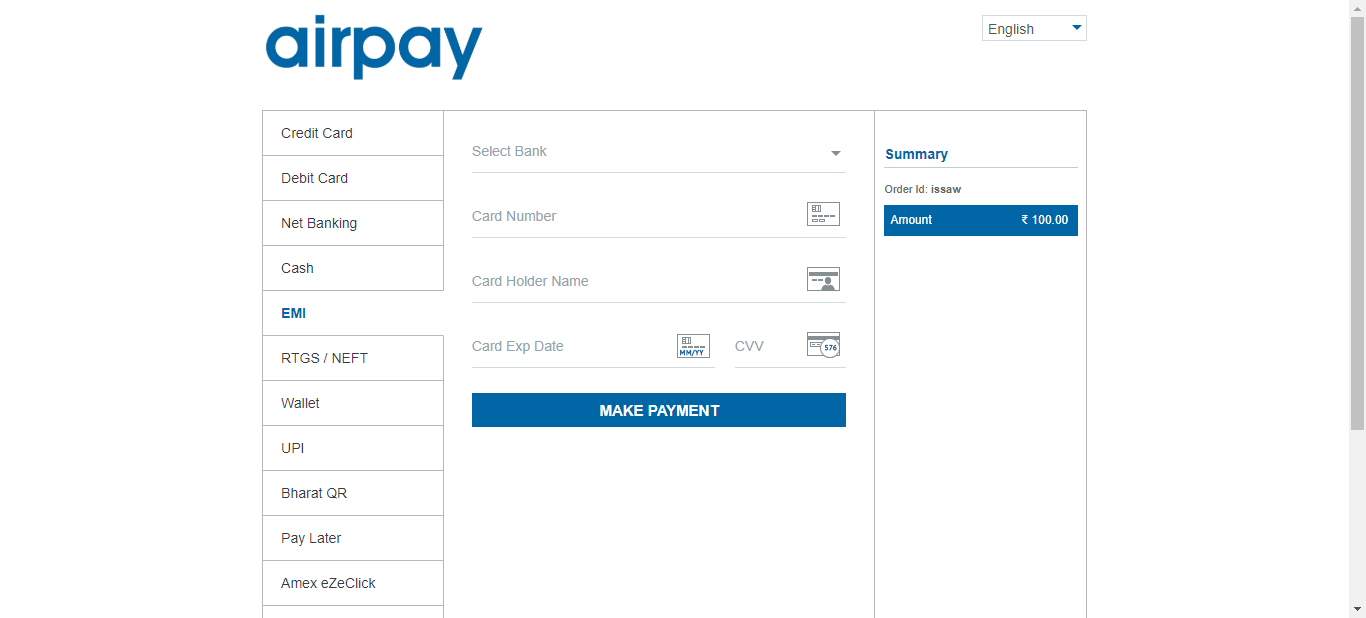 airpay
English
Credit Card
Debit Card
Net Banking
Cash
EMI
RTGS / NEFT
Wallet
UPI
Bharat QR
Pay Later
Amex eZeClick
Select Bank
Card Number
Card Holder Name
Card Exp Date
MM/YY
CVV
576
MAKE PAYMENT
Summary
Order Id: issaw
Amount ₹ 100.00